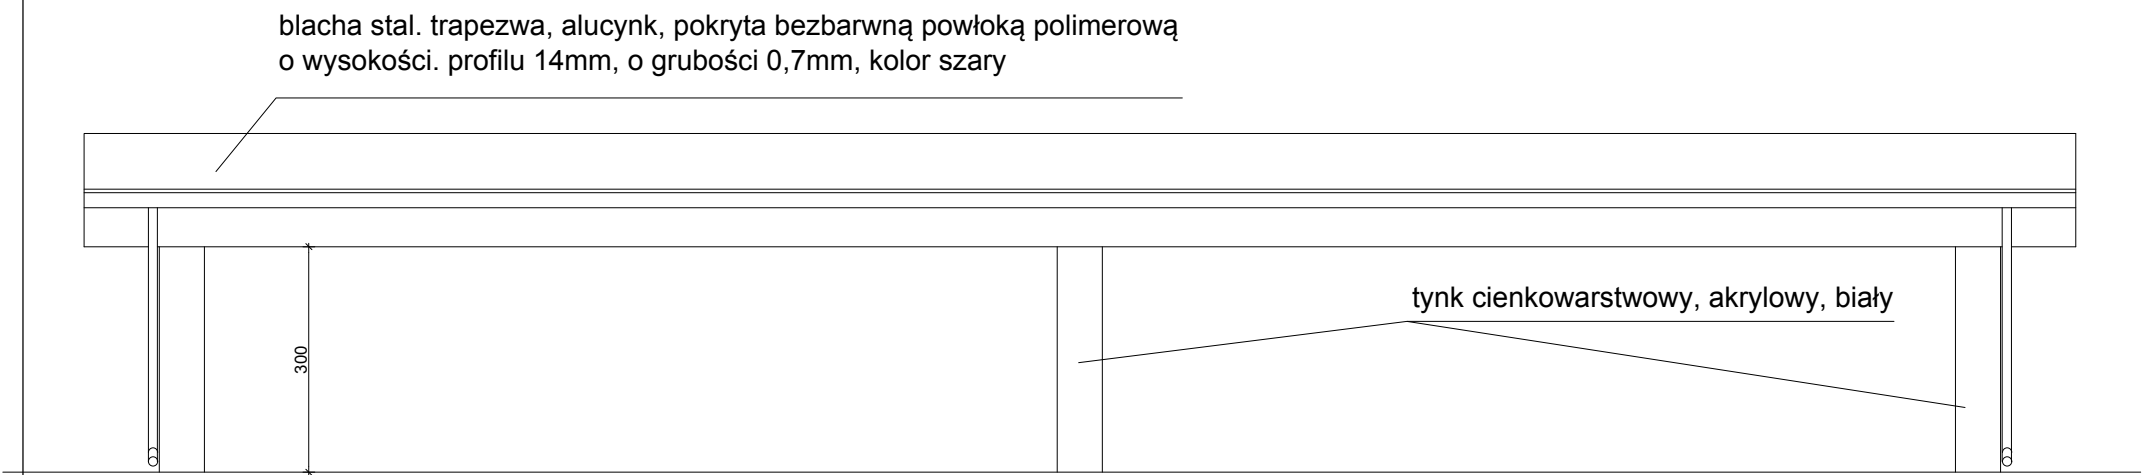 blacha stal. trapezwa, alucynk, pokryta bezbarwną powłoką polimerową
o wysokości. profilu 14mm, o grubości 0,7mm, kolor szary
tynk cienkowarstwowy, akrylowy, biały
300